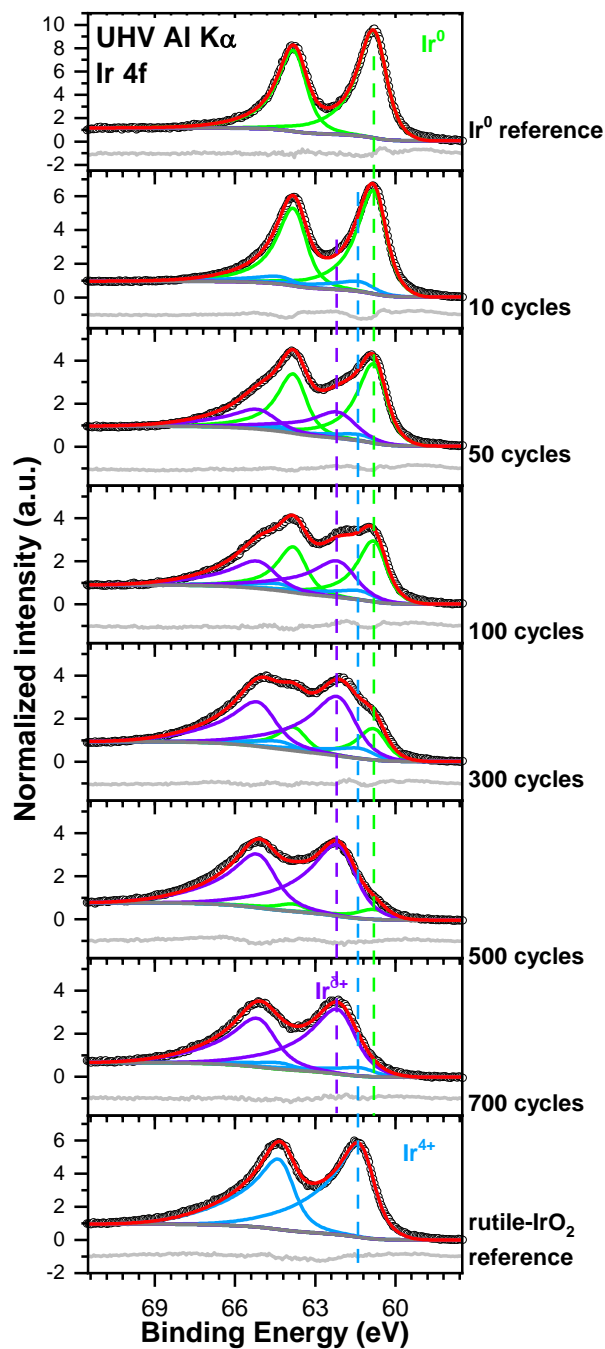 UHV Al Kα
Ir 4f
Ir⁰
10
8
6
4
2
0
-2
Ir⁰ reference
6
4
2
0
10 cycles
4
2
0
50 cycles
4
2
0
100 cycles
4
2
0
300 cycles
4
2
0
500 cycles
Irᵟ⁺
4
2
0
700 cycles
Ir⁴⁺
6
4
2
0
-2
rutile-IrO₂
reference
Normalized intensity (a.u.)
69 66 63 60
Binding Energy (eV)